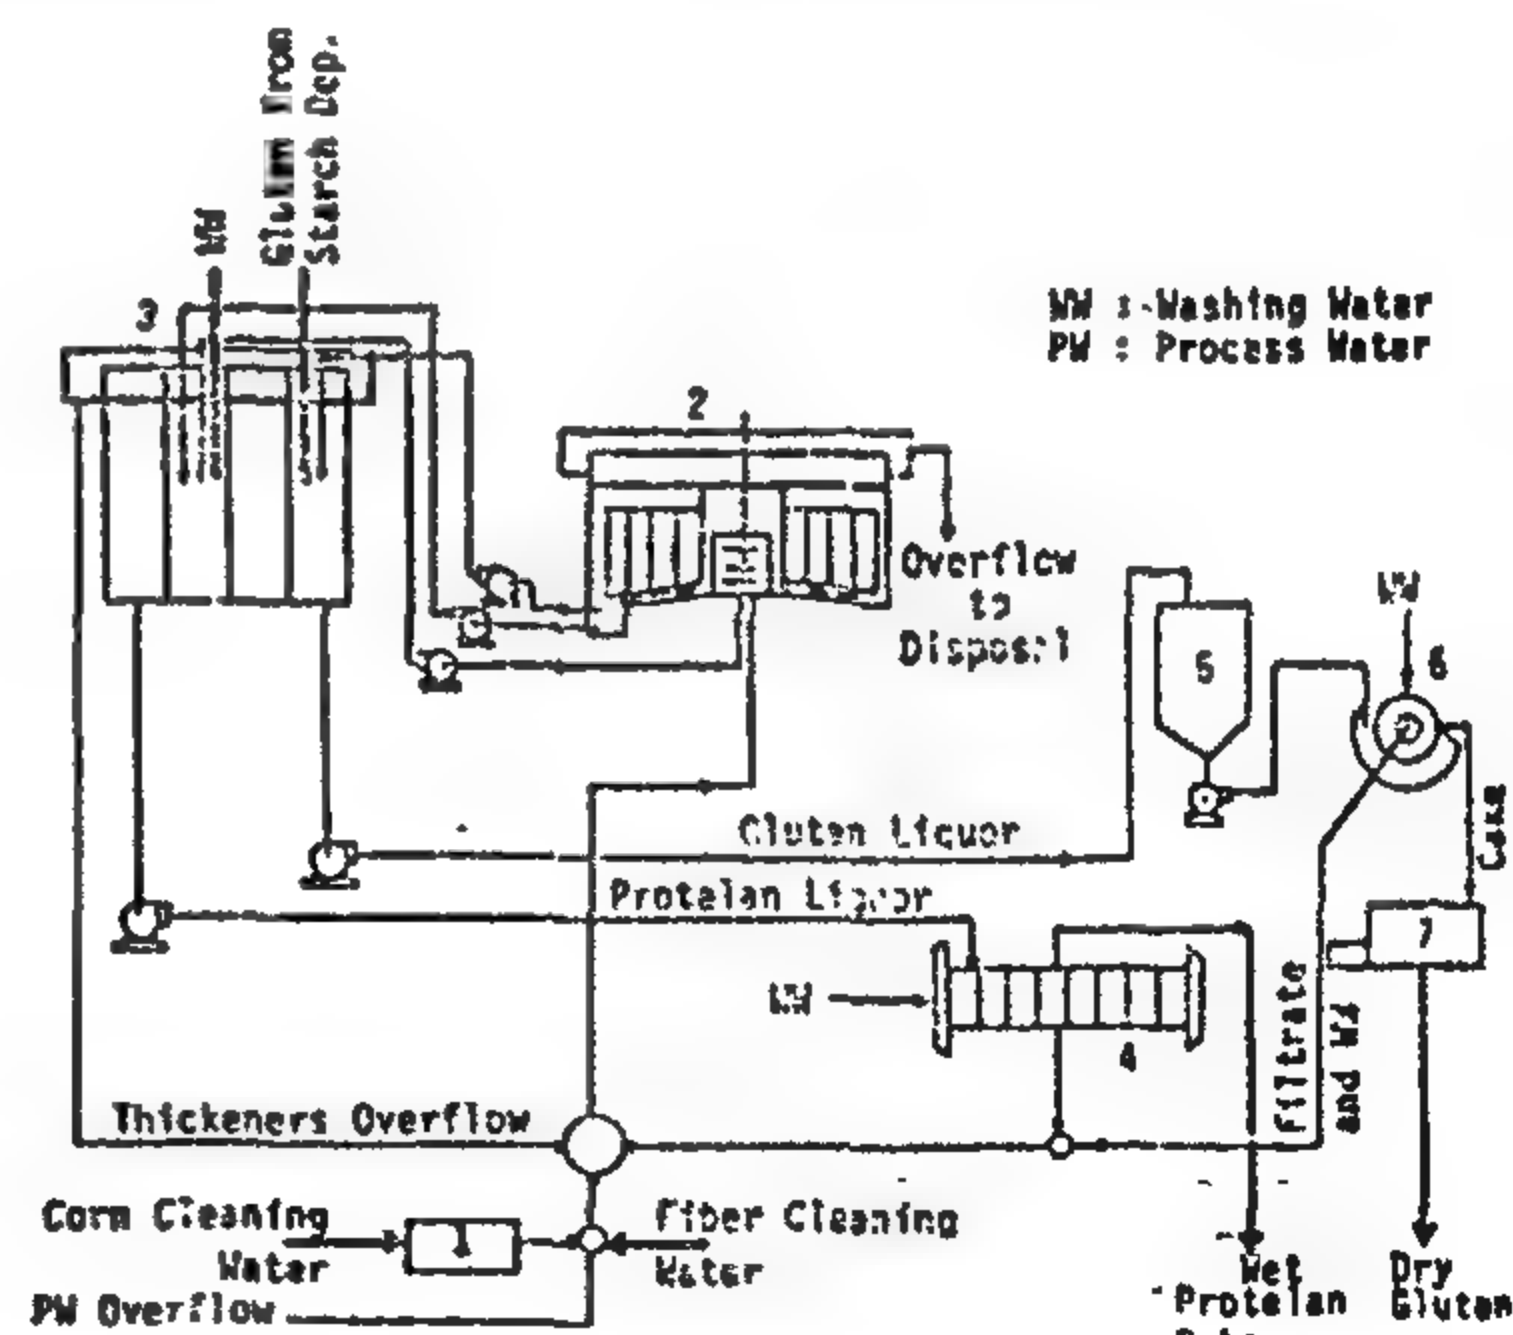 Gluten From
Starch Dep.
WW
3
WW : Washing Water
PW : Process Water
2
Overflow
to
Disposal
WW
5
6
Gluten Liquor
Cake
Protelan Liquor
7
WW
4
Filtrate
and WW
Thickeners Overflow
Corn Cleaning
Water
1
Fiber Cleaning
Water
PW Overflow
Wet
Protelan
Dry
Gluten